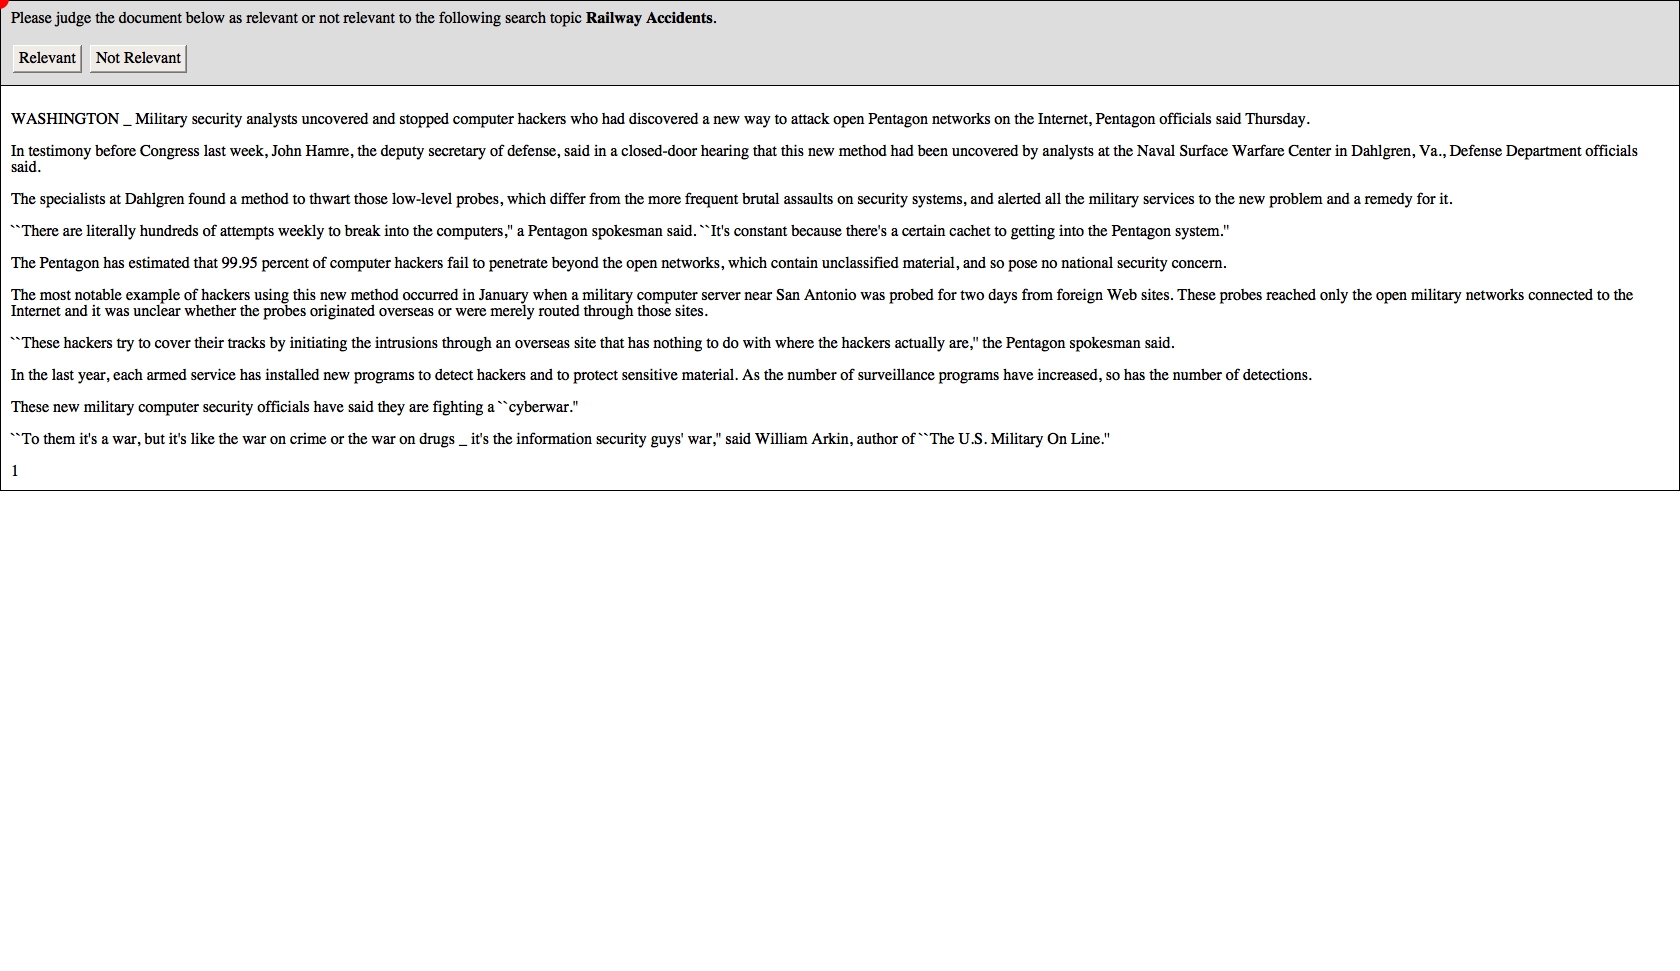 Please judge the document below as relevant or not relevant to the following search topic Railway Accidents.
Relevant Not Relevant
WASHINGTON _ Military security analysts uncovered and stopped computer hackers who had discovered a new way to attack open Pentagon networks on the Internet, Pentagon officials said Thursday.
In testimony before Congress last week, John Hamre, the deputy secretary of defense, said in a closed-door hearing that this new method had been uncovered by analysts at the Naval Surface Warfare Center in Dahlgren, Va., Defense Department officials
said.
The specialists at Dahlgren found a method to thwart those low-level probes, which differ from the more frequent brutal assaults on security systems, and alerted all the military services to the new problem and a remedy for it.
``There are literally hundreds of attempts weekly to break into the computers,'' a Pentagon spokesman said. ``It's constant because there's a certain cachet to getting into the Pentagon system.''
The Pentagon has estimated that 99.95 percent of computer hackers fail to penetrate beyond the open networks, which contain unclassified material, and so pose no national security concern.
The most notable example of hackers using this new method occurred in January when a military computer server near San Antonio was probed for two days from foreign Web sites. These probes reached only the open military networks connected to the
Internet and it was unclear whether the probes originated overseas or were merely routed through those sites.
``These hackers try to cover their tracks by initiating the intrusions through an overseas site that has nothing to do with where the hackers actually are,'' the Pentagon spokesman said.
In the last year, each armed service has installed new programs to detect hackers and to protect sensitive material. As the number of surveillance programs have increased, so has the number of detections.
These new military computer security officials have said they are fighting a ``cyberwar.''
``To them it's a war, but it's like the war on crime or the war on drugs _ it's the information security guys' war,'' said William Arkin, author of ``The U.S. Military On Line.''
1